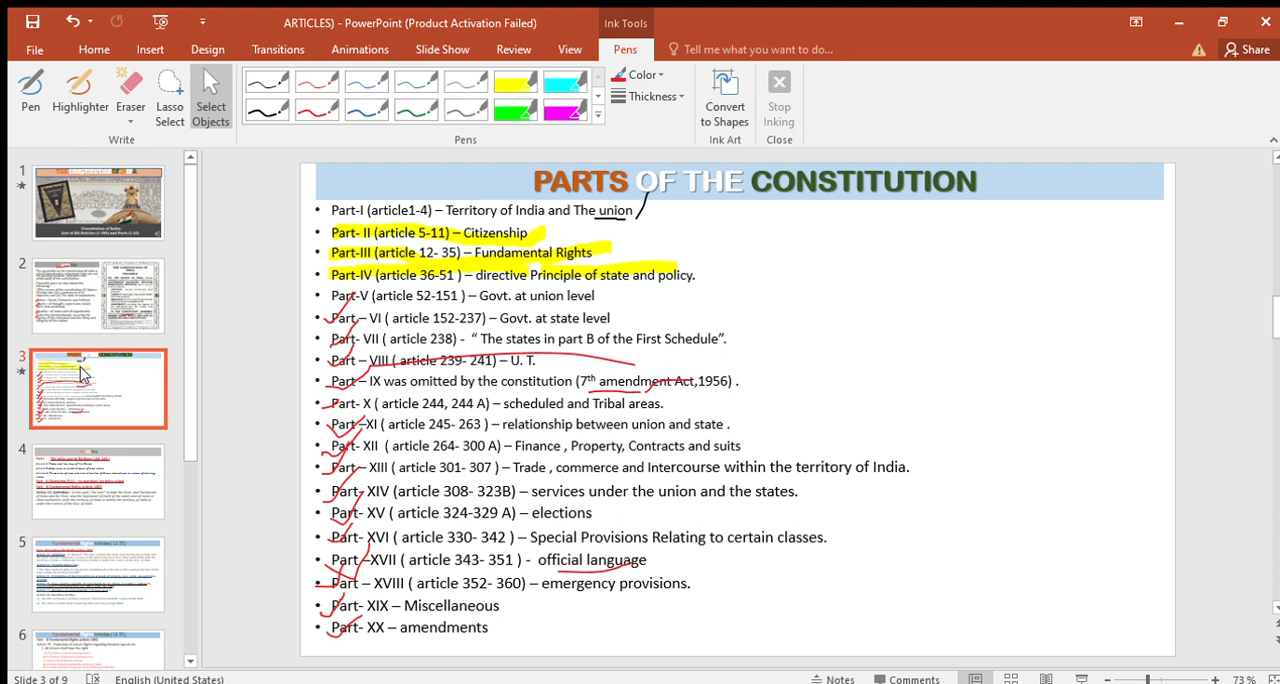 ARTICLES) - PowerPoint (Product Activation Failed)
Ink Tools
File Home Insert Design Transitions Animations Slide Show Review View Pens Tell me what you want to do... Share
Pen Highlighter Eraser Lasso Select Select Objects
Color
Thickness
Convert to Shapes
Stop Inking
Write Pens Ink Art Close
1
2
3
4
5
6
PARTS OF THE CONSTITUTION
• Part-I (article1-4) – Territory of India and The union
• Part- II (article 5-11) – Citizenship
• Part-III (article 12- 35) – Fundamental Rights
• Part-IV (article 36-51 ) – Directive Principle of state and policy.
• Part-V (article 52-151 ) – Govt. at union level
• Part– VI ( article 152-237) – Govt. at state level
• Part- VII ( article 238) - “ The states in part B of the First Schedule”.
• Part – VIII ( article 239- 241) – U. T.
• Part – IX was omitted by the constitution (7th amendment Act,1956) .
• Part – X ( article 244, 244 A) – scheduled and Tribal areas.
• Part –XI ( article 245- 263 ) – relationship between union and state .
• Part- XII ( article 264- 300 A) – Finance , Property, Contracts and suits
• Part – XIII ( article 301- 307) – Trade , commerce and Intercourse within the territory of India.
• Part- (article – services under the union and the states.
• Part- XV ( article 324-329 A) – elections
• Part- XVI ( article 330- 342 ) – Special Provisions Relating to certain classes.
• Part –XVII ( article - official language
• Part – XVIII ( article 352- 360) – emergency provisions.
• Part- XIX – Miscellaneous
• Part- XX – amendments
Slide 3 of 9 English (United States) Notes Comments 73 %